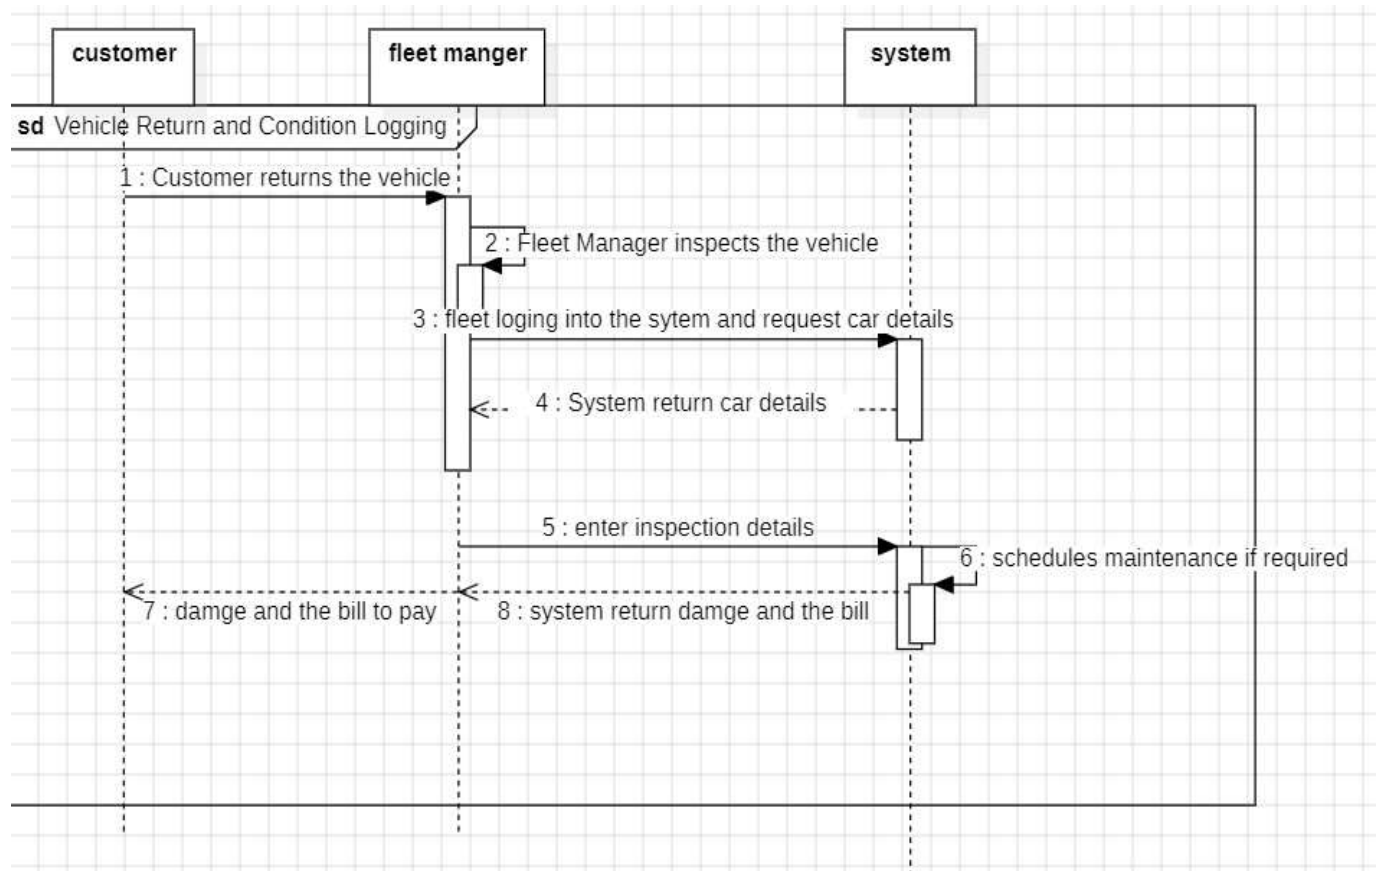 customer
fleet manger
system
sd Vehicle Return and Condition Logging
1 : Customer returns the vehicle
2 : Fleet Manager inspects the vehicle
3 : fleet loging into the sytem and request car details
4 : System return car details
5 : enter inspection details
6 : schedules maintenance if required
7 : damge and the bill to pay
8 : system return damge and the bill